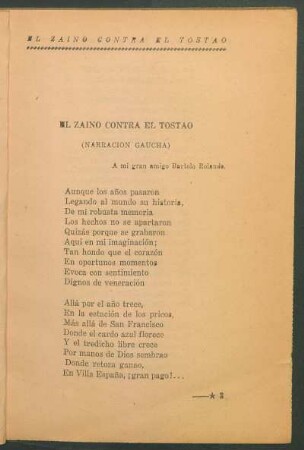 EL ZAINO CONTRA EL TOSTAO
EL ZAINO CONTRA EL TOSTAO
(NARRACION GAUCHA)
A mi gran amigo Bartolo Rolando.
Aunque los años pasaron
Legando al mundo su historia,
De mi robusta memoria
Los hechos no se apartaron
Quizás porque se grabaron
Aquí en mi imaginación;
Tan hondo que el corazón
En oportunos momentos
Evoca con sentimiento
Dignos de veneración
Allá por el año trece,
En la estación de los priscos,
Más allá de San Francisco
Donde el cardo azul florece
Y el trodicho libre crece
Por manos de Dios sembrao
Donde retoza ganao,
En Villa España, ¡gran pago!...
—★ 3